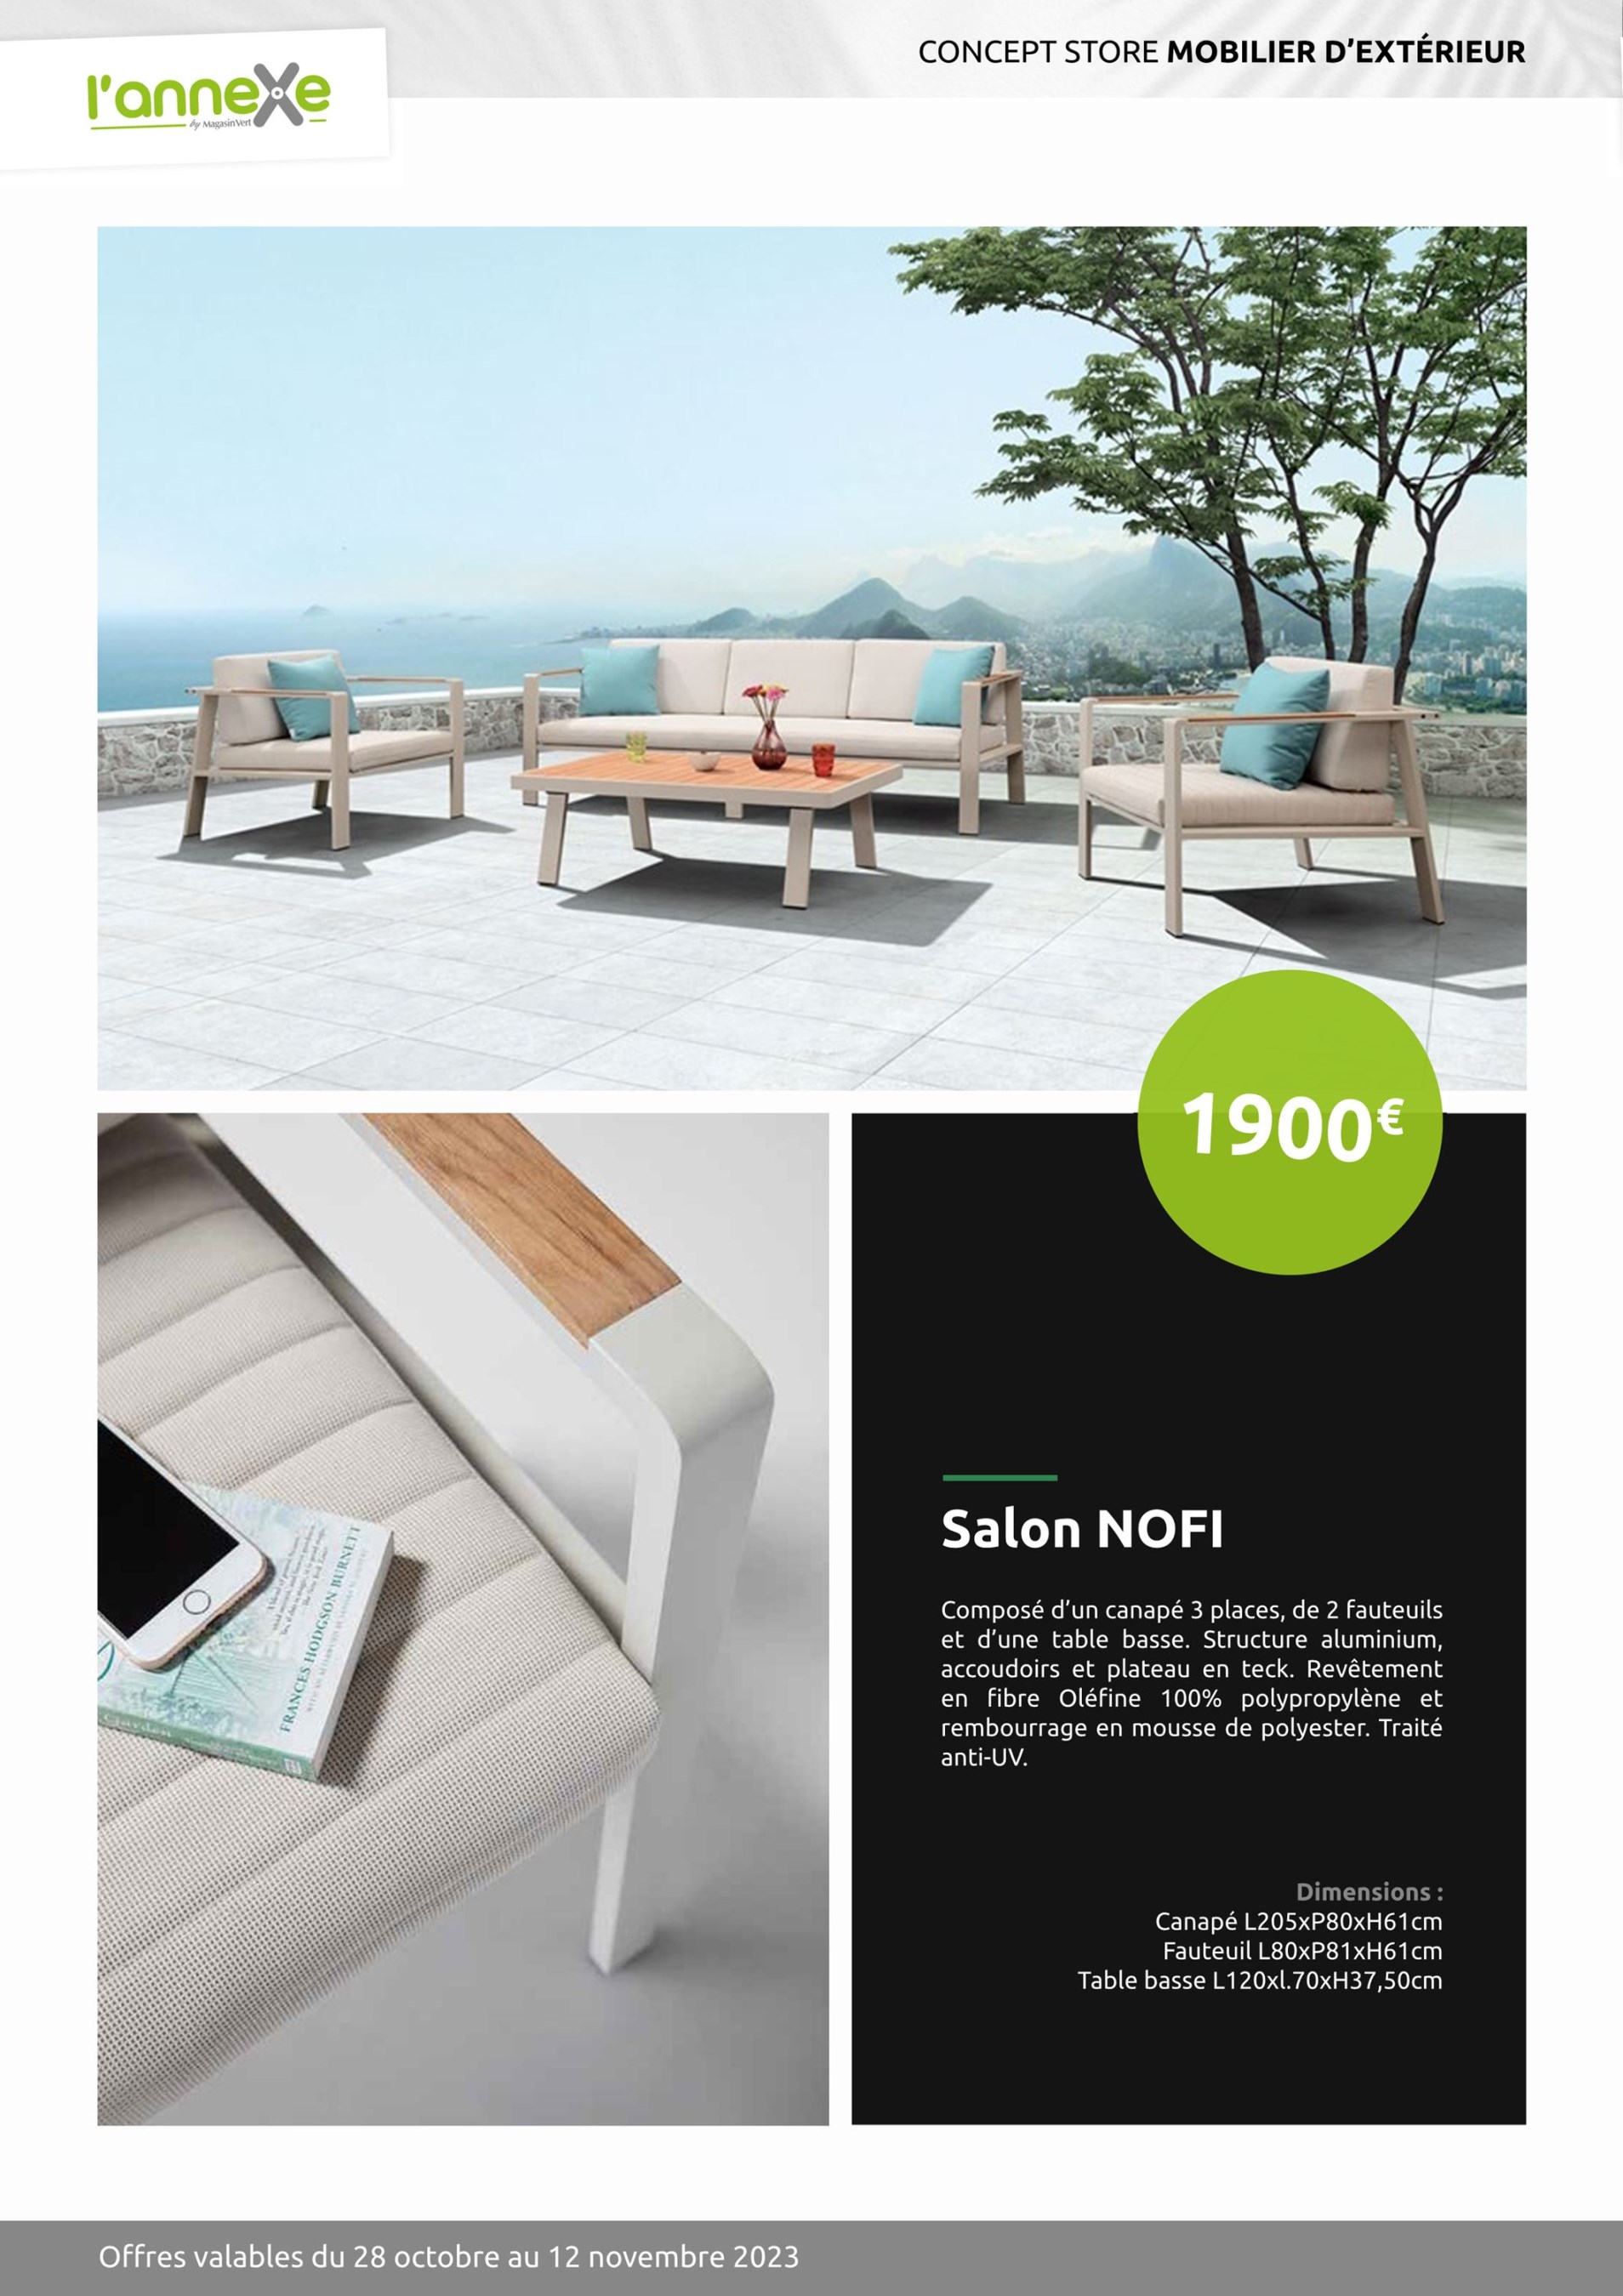 l'annexe
by MagasinVert
CONCEPT STORE MOBILIER D'EXTÉRIEUR
1900€
FRANCES HODGSON BURNETT
Salon NOFI
Composé d'un canapé 3 places, de 2 fauteuils
et d'une table basse. Structure aluminium,
accoudoirs et plateau en teck. Revêtement
en fibre Oléfine 100% polypropylène et
rembourrage en mousse de polyester. Traité
anti-UV.
Dimensions :
Canapé L205xP80xH61cm
Fauteuil L80xP81xH61cm
Table basse L120xl.70xH37,50cm
Offres valables du 28 octobre au 12 novembre 2023